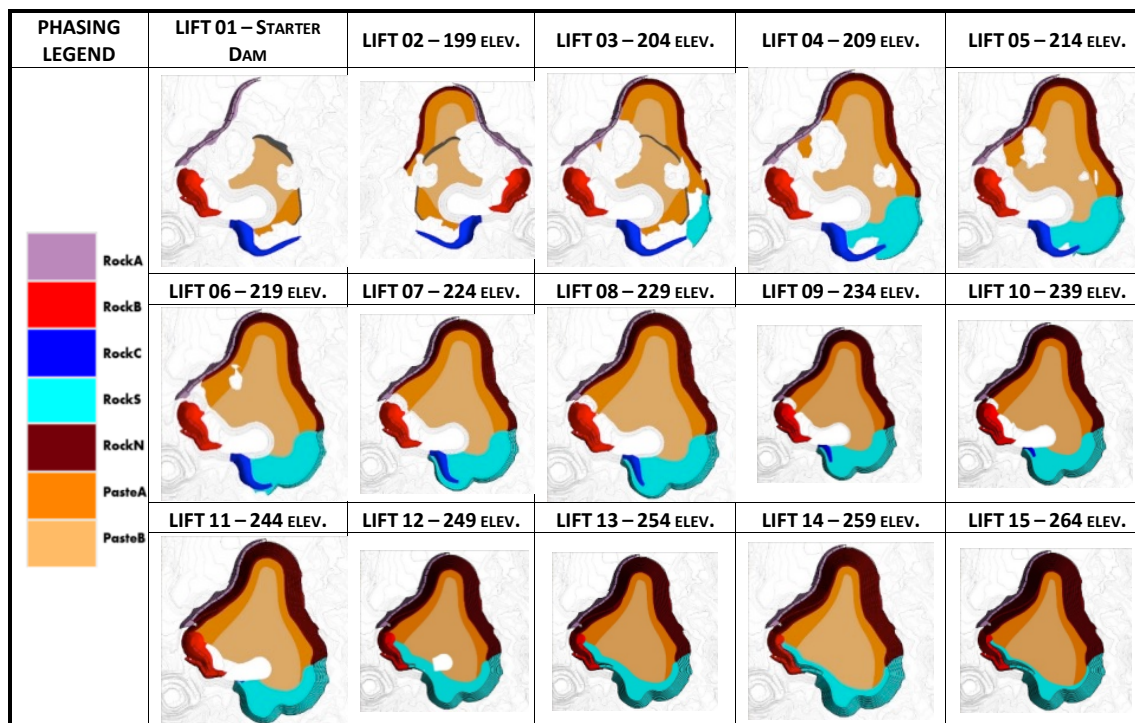 PHASING LEGEND
LIFT 01 – STARTER DAM
LIFT 02 – 199 ELEV.
LIFT 03 – 204 ELEV.
LIFT 04 – 209 ELEV.
LIFT 05 – 214 ELEV.
RockA
RockB
RockC
RockS
RockN
PasteA
PasteB
LIFT 06 – 219 ELEV.
LIFT 07 – 224 ELEV.
LIFT 08 – 229 ELEV.
LIFT 09 – 234 ELEV.
LIFT 10 – 239 ELEV.
LIFT 11 – 244 ELEV.
LIFT 12 – 249 ELEV.
LIFT 13 – 254 ELEV.
LIFT 14 – 259 ELEV.
LIFT 15 – 264 ELEV.